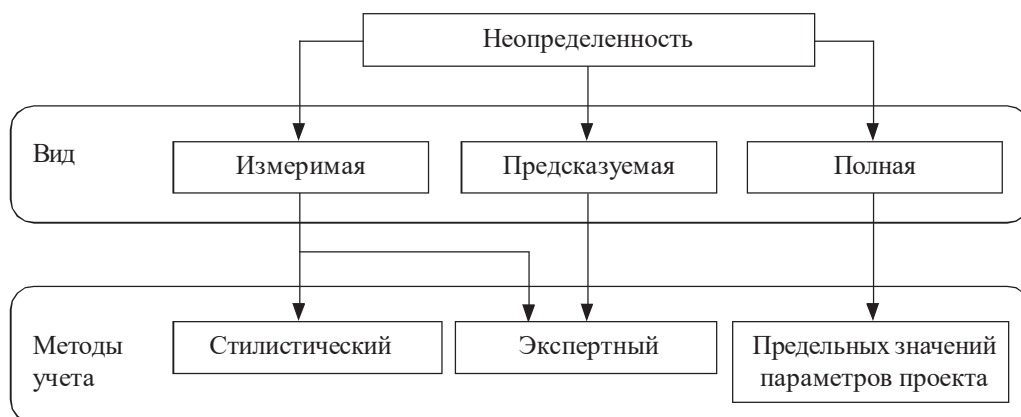 Неопределенность
Вид
Измеримая
Предсказуемая
Полная
Методы
учета
Стилистический
Экспертный
Предельных значений
параметров проекта